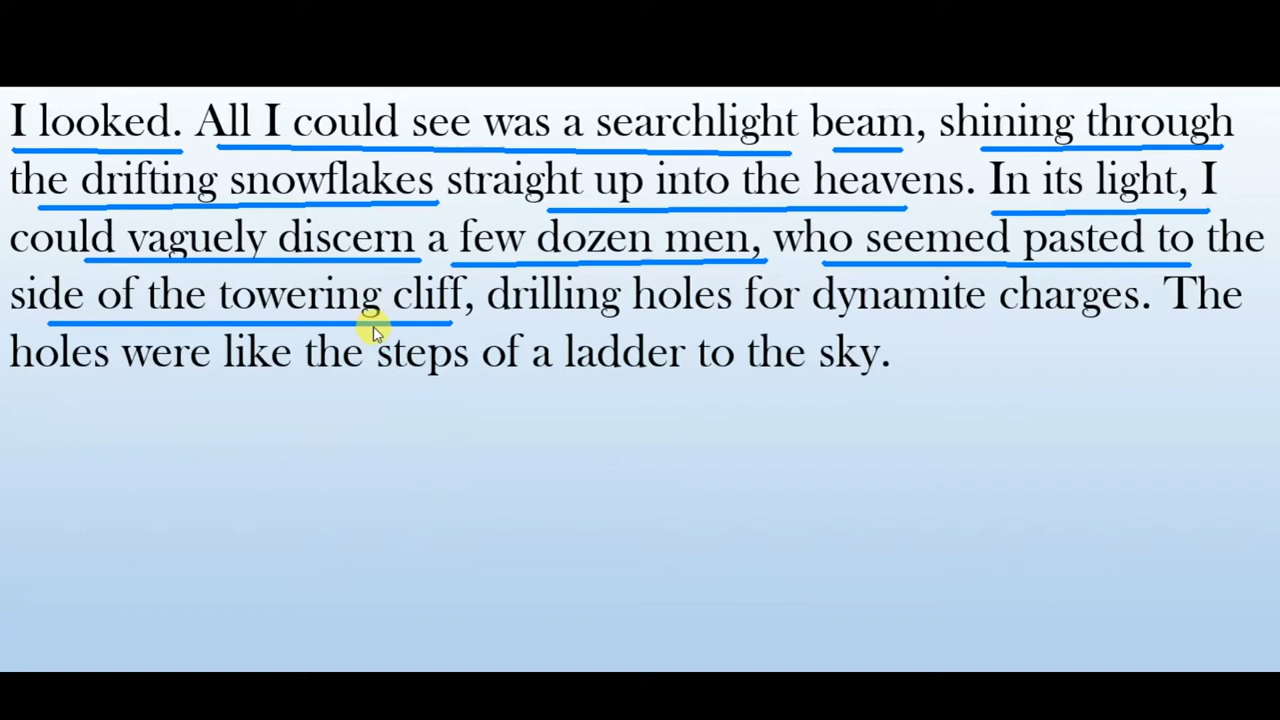 I looked. All I could see was a searchlight beam, shining through
the drifting snowflakes straight up into the heavens. In its light, I
could vaguely discern a few dozen men, who seemed pasted to the
side of the towering cliff, drilling holes for dynamite charges. The
holes were like the steps of a ladder to the sky.